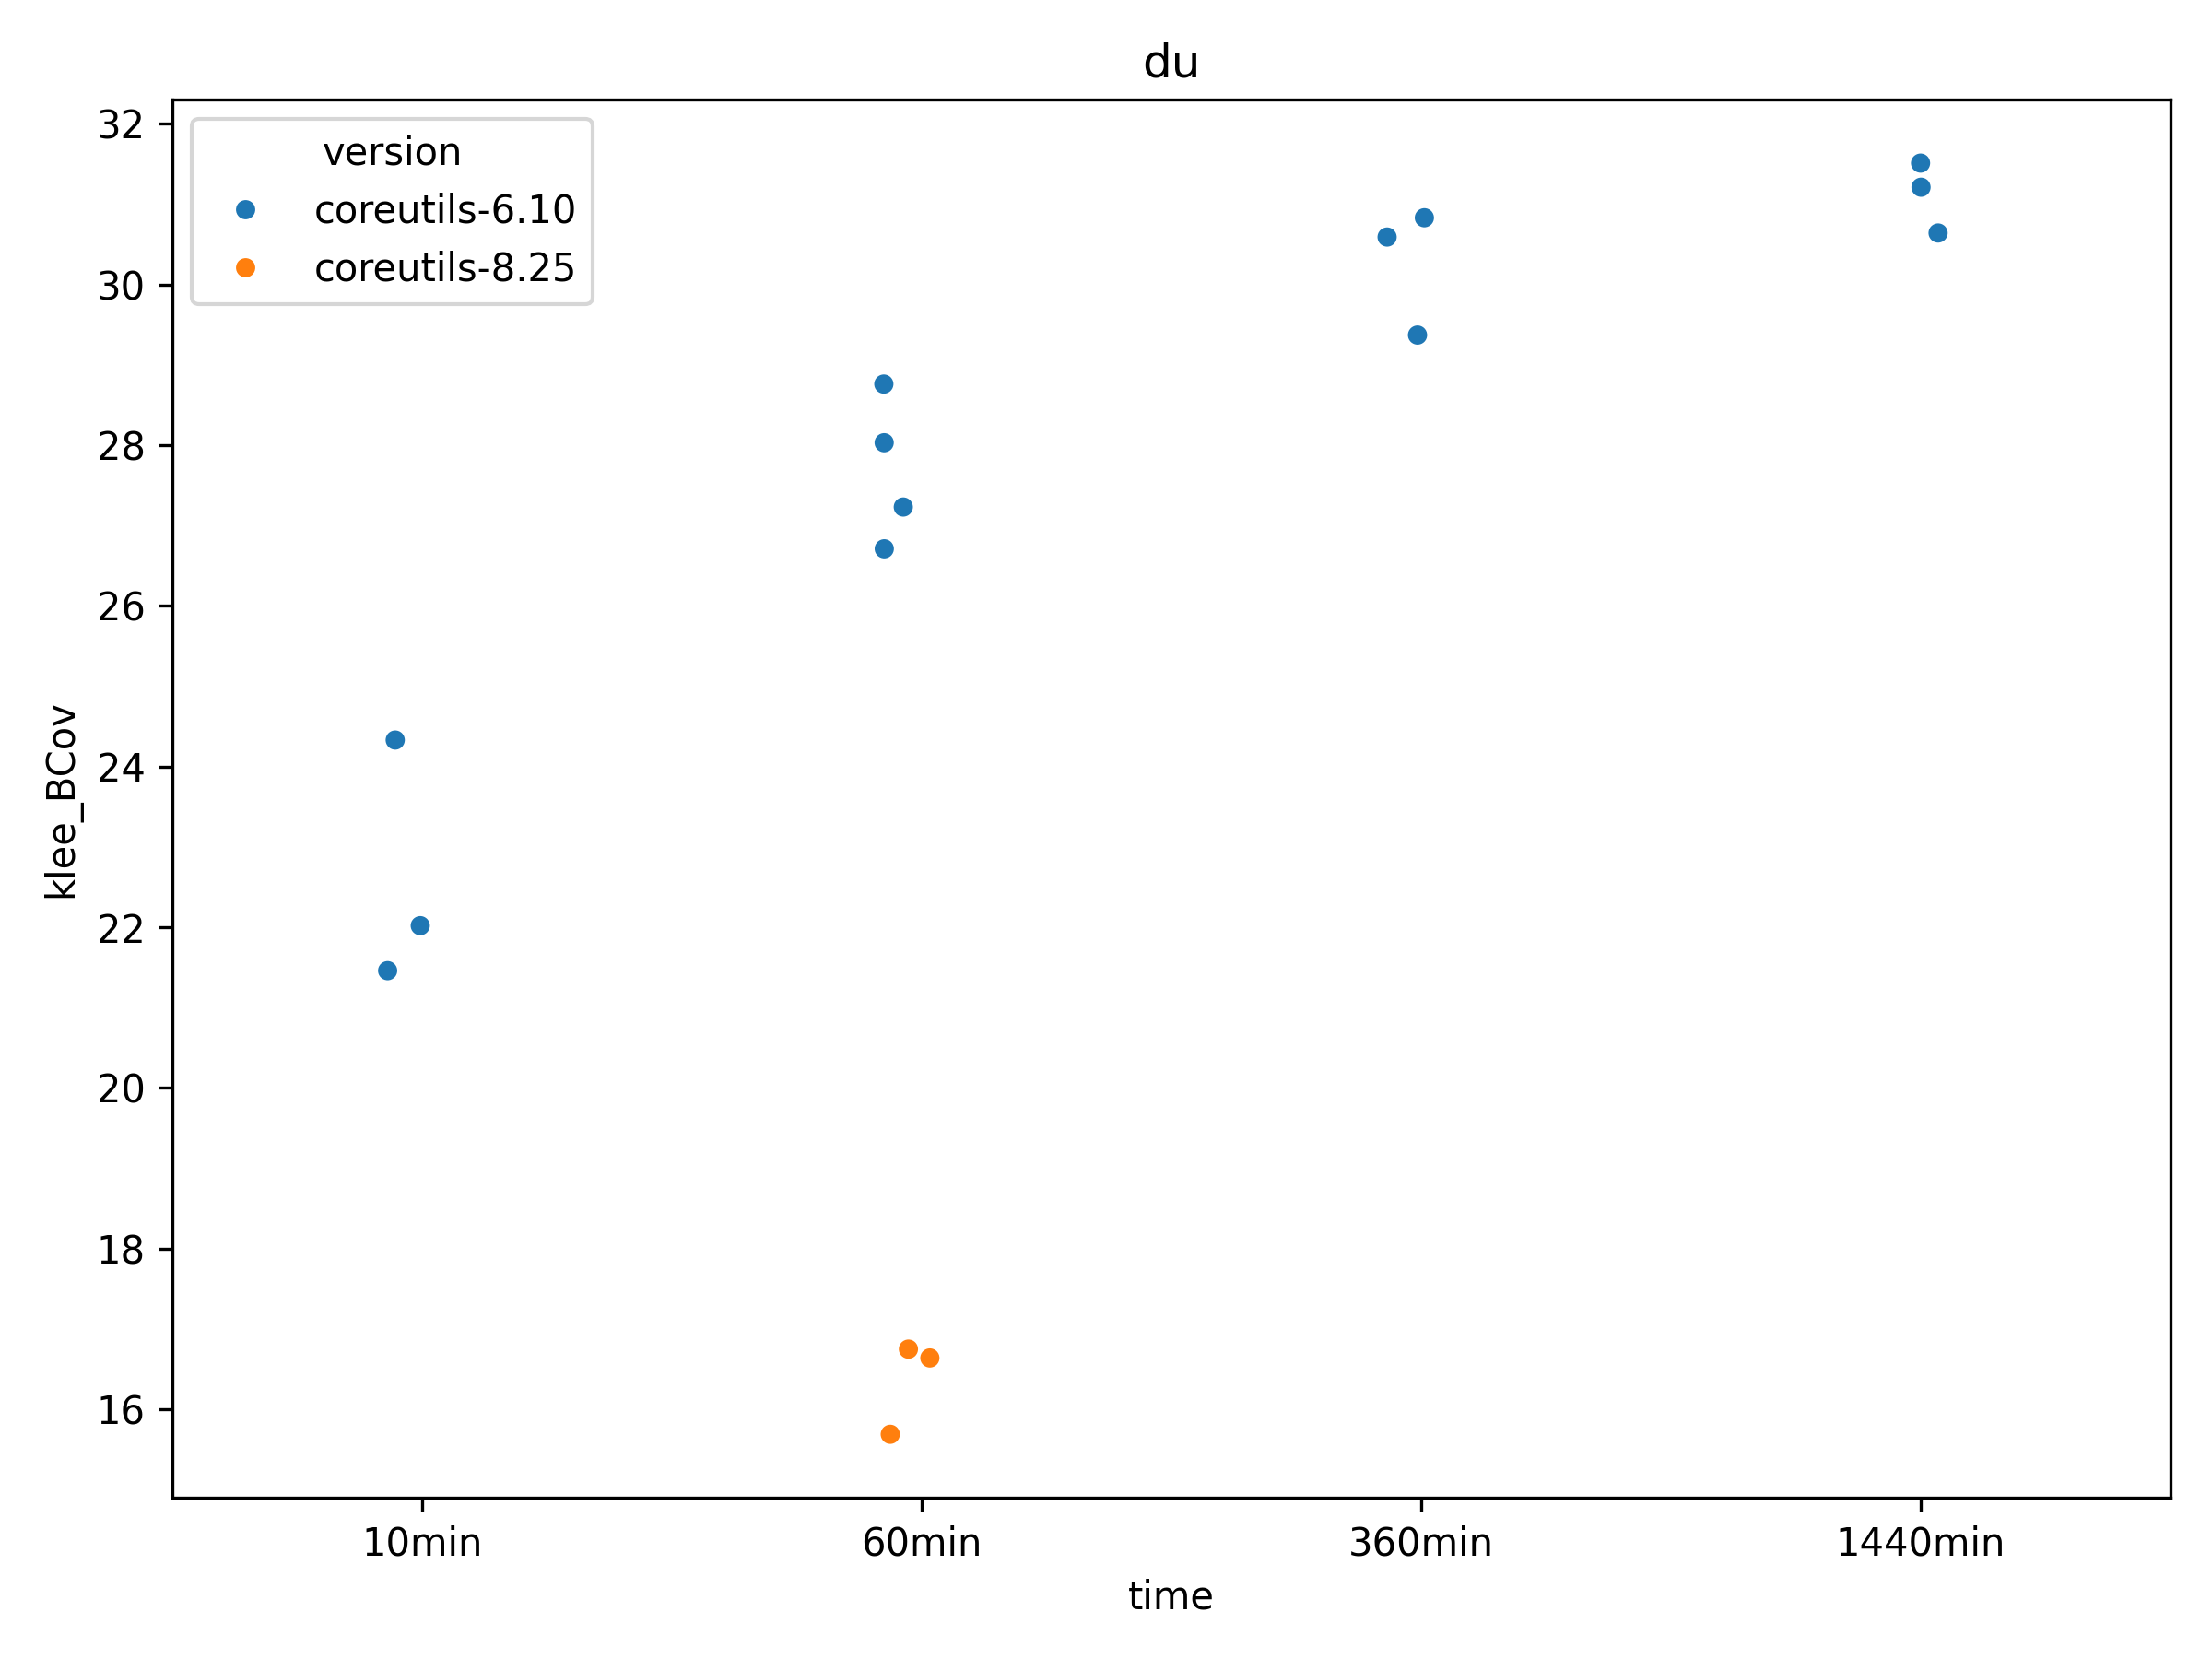 du
version
coreutils-6.10
coreutils-8.25
klee_BCov
32
30
28
26
24
22
20
18
16
10min 60min 360min 1440min
time